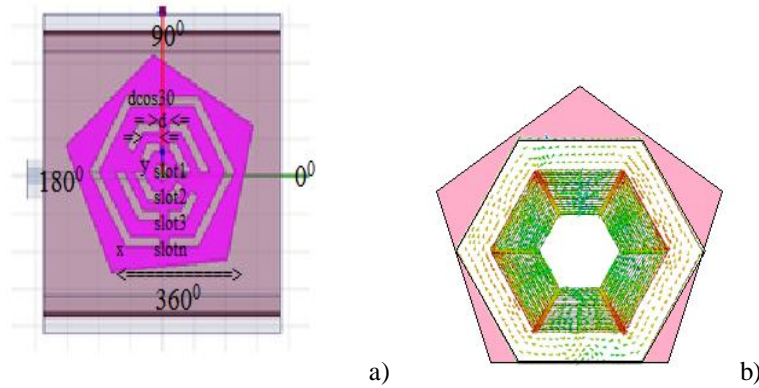 90⁰
dcos30
=>d<=
=> <=
y
slot1
0⁰
180⁰
slot2
slot3
x slotn
<==========>
360⁰
a)
b)